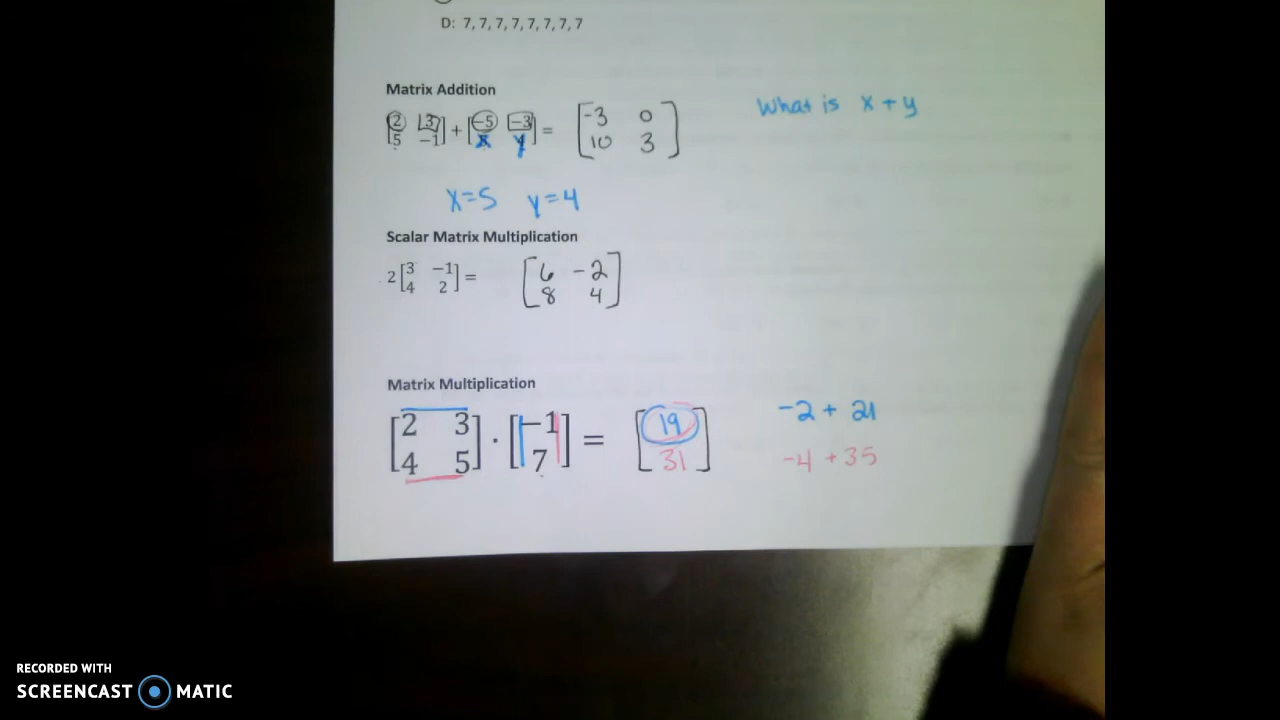 D: 7, 7, 7, 7, 7, 7, 7, 7
Matrix Addition
[2 3] + [-5 -3] = [-3 0] What is x + y
[5 -1] [x y] [10 3]
x=5 y=4
Scalar Matrix Multiplication
2[3 -1] = [6 -2]
[4 2] [8 4]
Matrix Multiplication
[2 3] · [-1] = [19] -2 + 21
[4 5] [7] [31] -4 + 35
RECORDED WITH
SCREENCAST MATIC